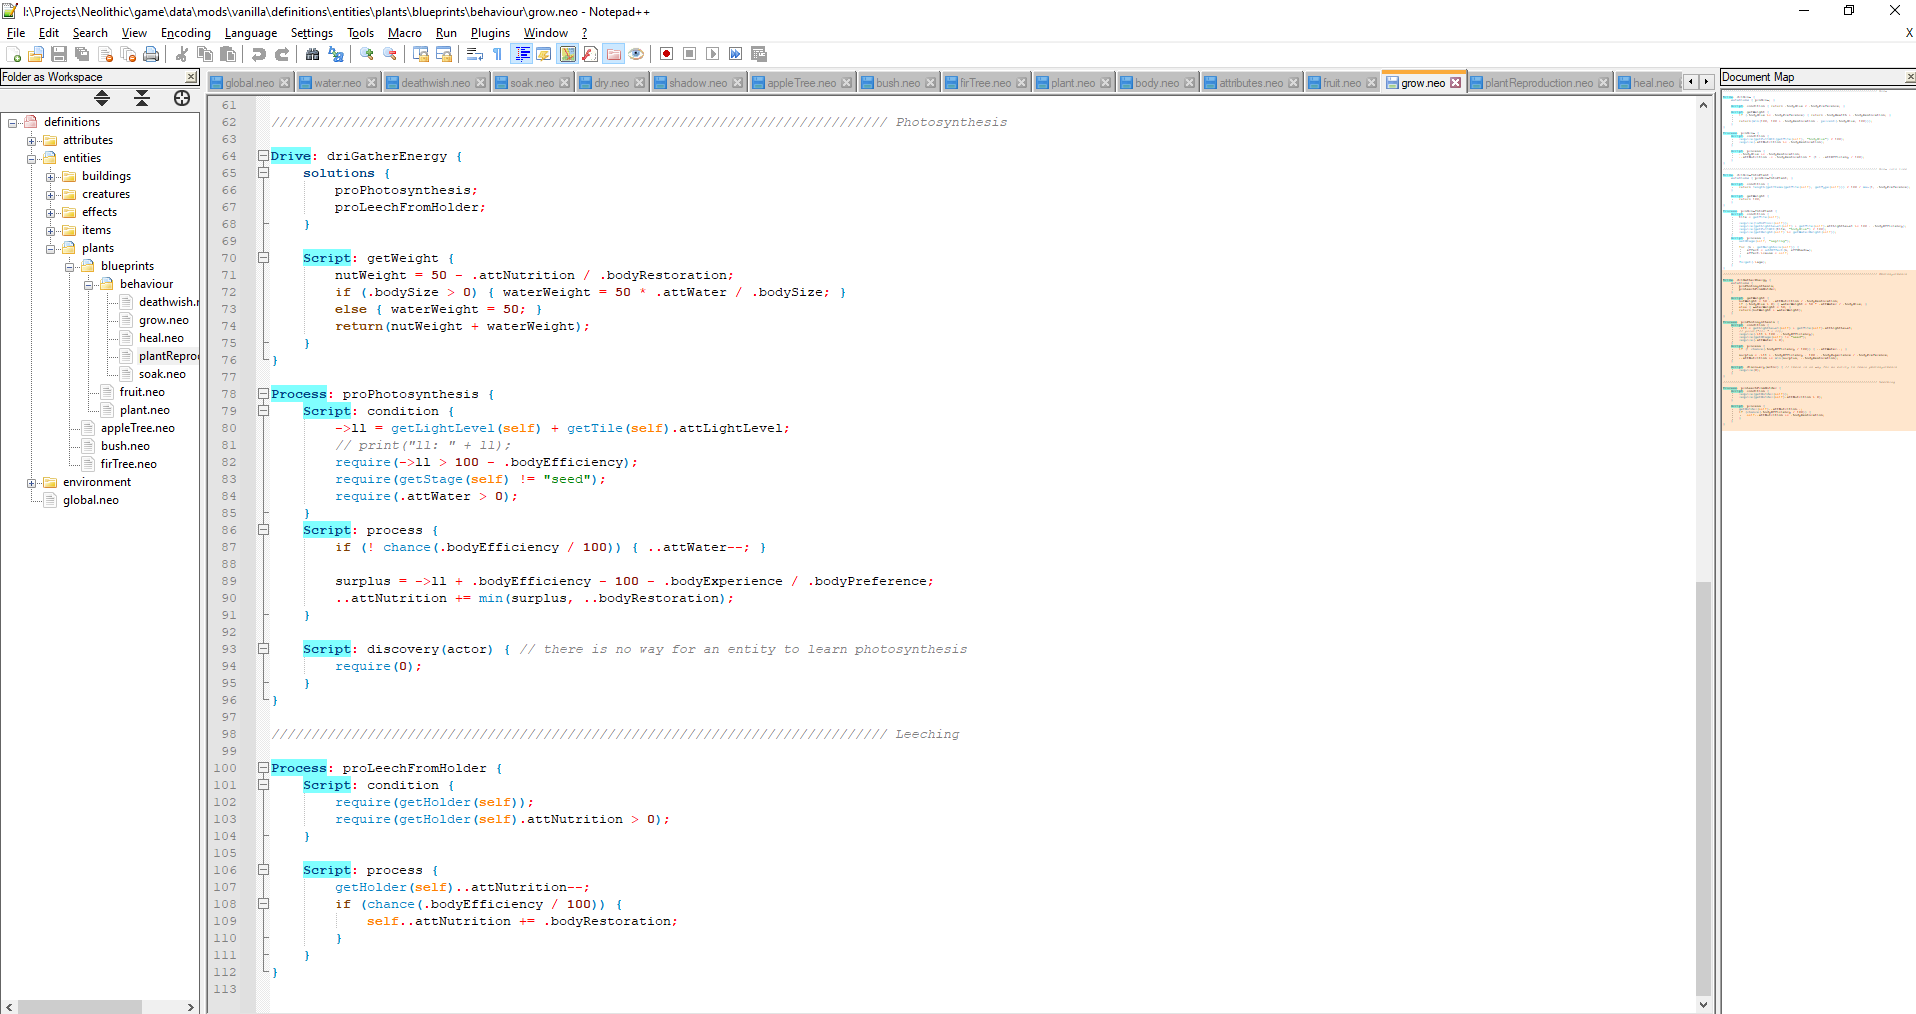 I:\Projects\Neolithic\game\data\mods\vanilla\definitions\entities\plants\blueprints\behaviour\grow.neo - Notepad++
File Edit Search View Encoding Language Settings Tools Macro Run Plugins Window ? X
Folder as Workspace
global.neo water.neo deathwish.neo soak.neo dry.neo shadow.neo appleTree.neo bush.neo firTree.neo plant.neo body.neo attributes.neo fruit.neo grow.neo plantReproduction.neo heal.neo
Document Map
definitions
attributes
entities
buildings
creatures
effects
items
plants
blueprints
behaviour
deathwish.r
grow.neo
heal.neo
plantRepro
soak.neo
fruit.neo
plant.neo
appleTree.neo
bush.neo
firTree.neo
environment
global.neo
61
62 ///////////////////////////////////////////////////////////////////////////// Photosynthesis
63
64 Drive: driGatherEnergy {
65 solutions {
66 proPhotosynthesis;
67 proLeechFromHolder;
68 }
69
70 Script: getWeight {
71 nutWeight = 50 - .attNutrition / .bodyRestoration;
72 if (.bodySize > 0) { waterWeight = 50 * .attWater / .bodySize; }
73 else { waterWeight = 50; }
74 return(nutWeight + waterWeight);
75 }
76 }
77
78 Process: proPhotosynthesis {
79 Script: condition {
80 ->ll = getLightLevel(self) + getTile(self).attLightLevel;
81 // print("ll: " + ll);
82 require(->ll > 100 - .bodyEfficiency);
83 require(getStage(self) != "seed");
84 require(.attWater > 0);
85 }
86 Script: process {
87 if (! chance(.bodyEfficiency / 100)) { ..attWater--; }
88
89 surplus = ->ll + .bodyEfficiency - 100 - .bodyExperience / .bodyPreference;
90 ..attNutrition += min(surplus, ..bodyRestoration);
91 }
92
93 Script: discovery(actor) { // there is no way for an entity to learn photosynthesis
94 require(0);
95 }
96 }
97
98 ///////////////////////////////////////////////////////////////////////////// Leeching
99
100 Process: proLeechFromHolder {
101 Script: condition {
102 require(getHolder(self));
103 require(getHolder(self).attNutrition > 0);
104 }
105
106 Script: process {
107 getHolder(self)..attNutrition--;
108 if (chance(.bodyEfficiency / 100)) {
109 self..attNutrition += .bodyRestoration;
110 }
111 }
112 }
113